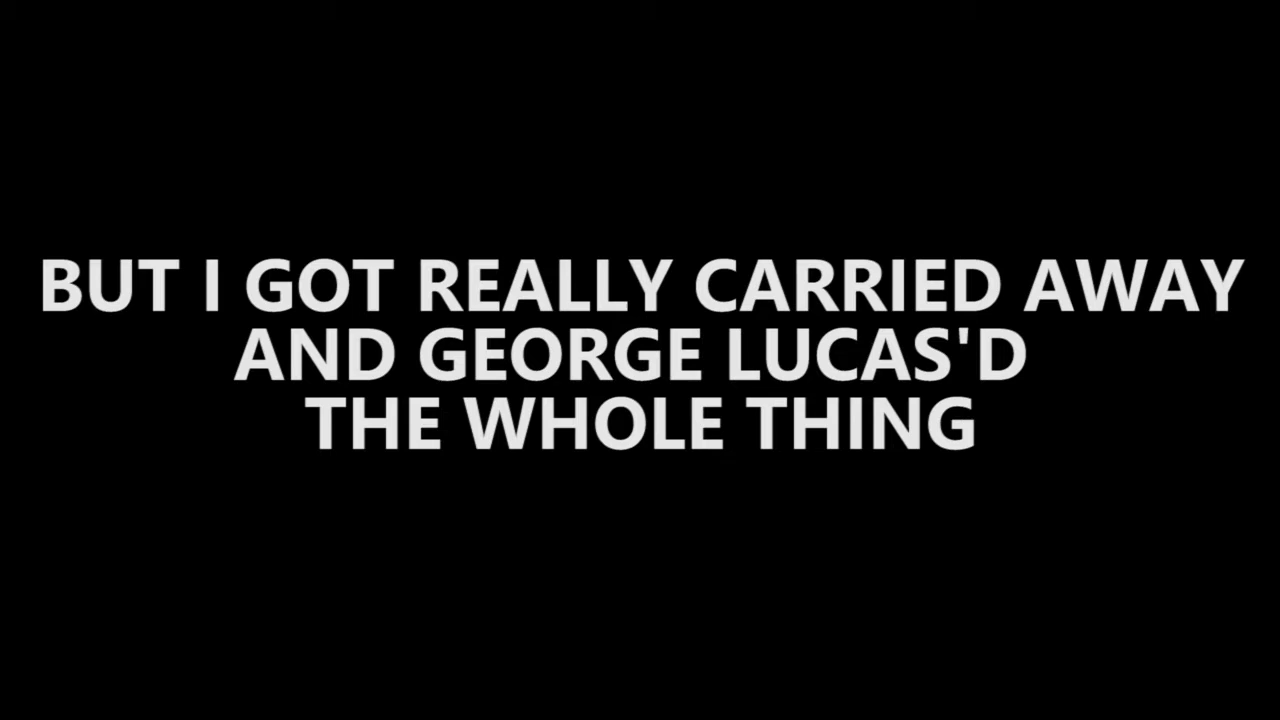 BUT I GOT REALLY CARRIED AWAY
AND GEORGE LUCAS'D
THE WHOLE THING